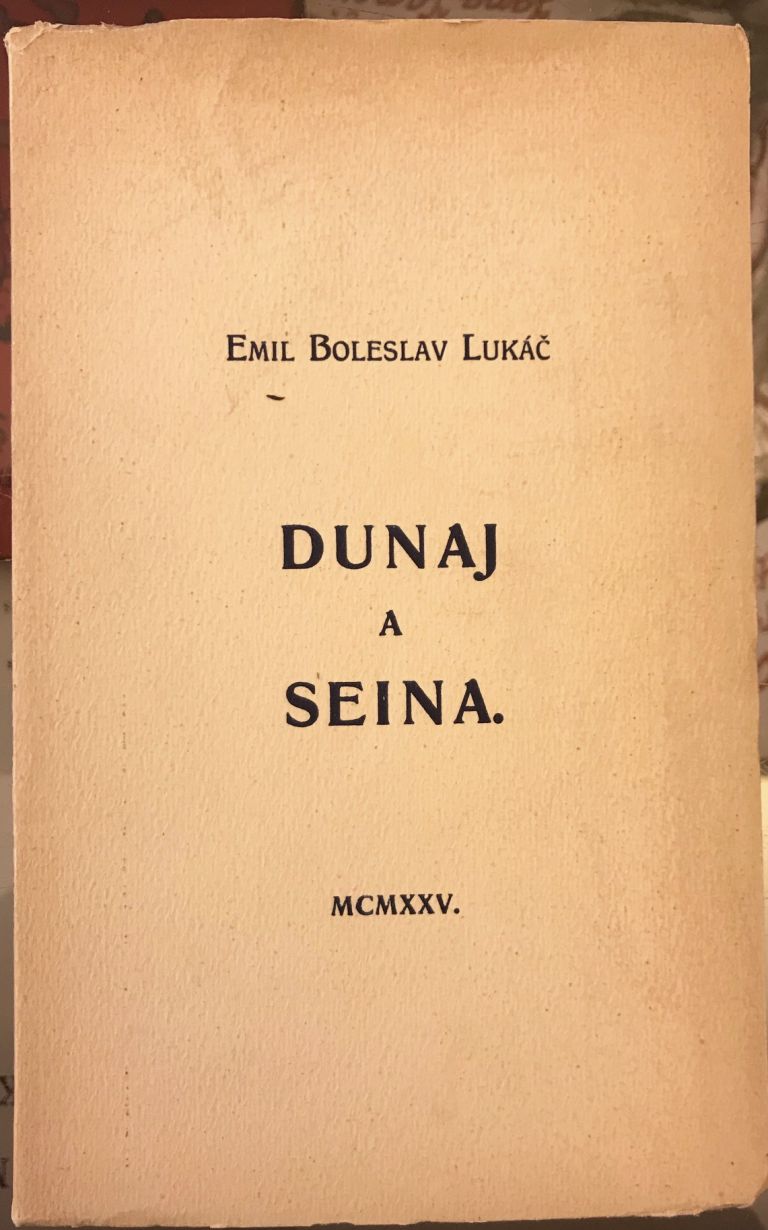 Emil Boleslav Lukáč
DUNAJ
A
SEINA.
MCMXXV.